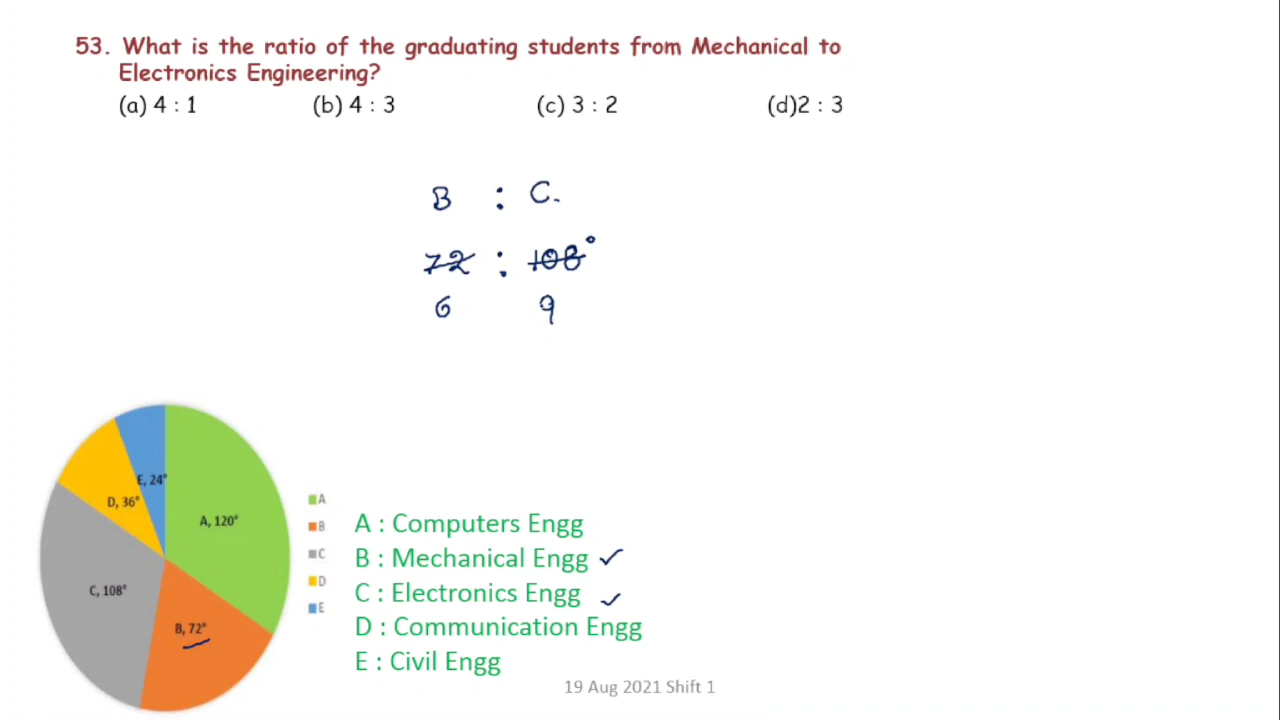 53. What is the ratio of the graduating students from Mechanical to
Electronics Engineering?
(a) 4 : 1 (b) 4 : 3 (c) 3 : 2 (d)2 : 3
B : C.
72 : 108°
6 9
E, 24°
D, 36°
A, 120°
C, 108°
B, 72°
A
B
C
D
E
A : Computers Engg
B : Mechanical Engg ✓
C : Electronics Engg ✓
D : Communication Engg
E : Civil Engg
19 Aug 2021 Shift 1